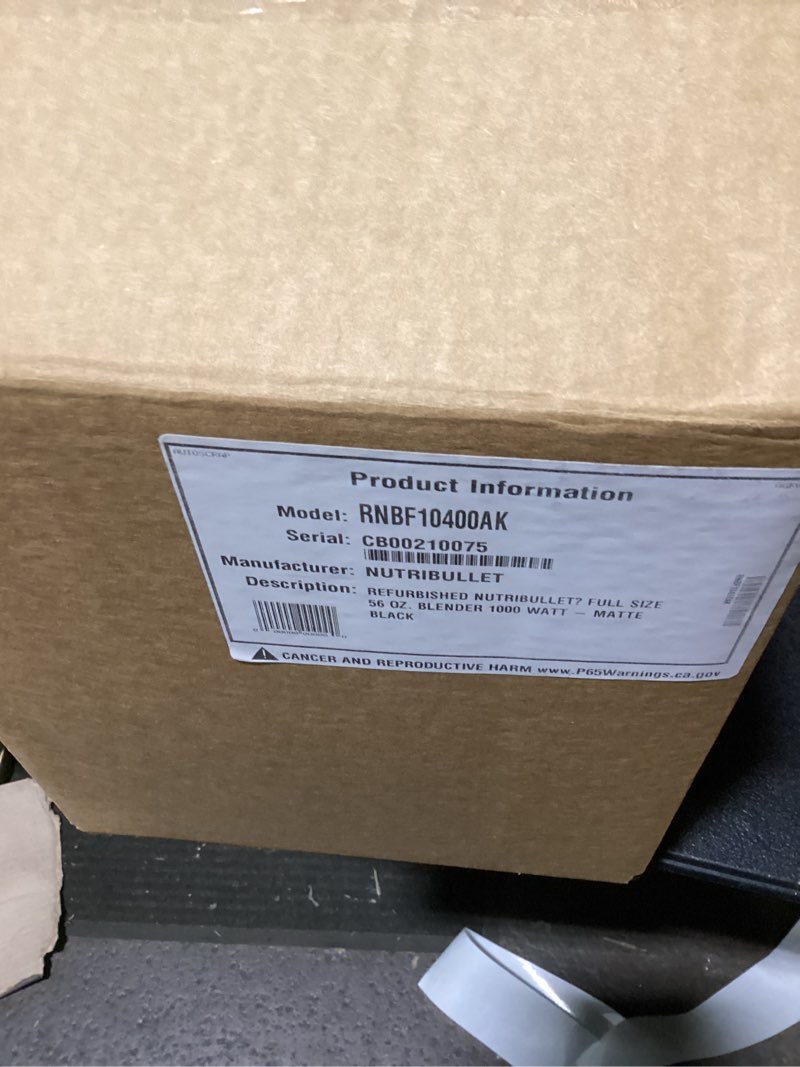 AUTOSCRAP
Product Information
Model: RNBF10400AK
Serial: CB00210075
Manufacturer: NUTRIBULLET
Description: REFURBISHED NUTRIBULLET? FULL SIZE
56 OZ. BLENDER 1000 WATT – MATTE
BLACK
CANCER AND REPRODUCTIVE HARM www.P65Warnings.ca.gov